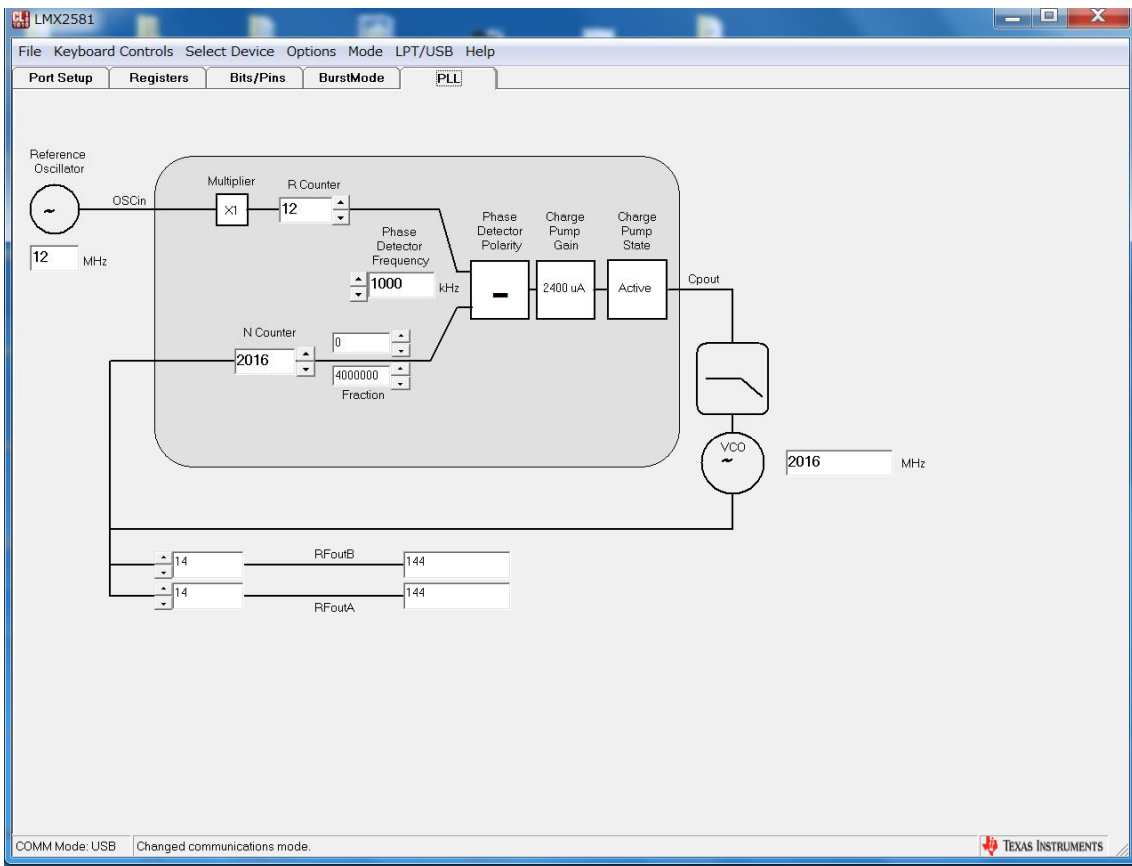 LMX2581
File Keyboard Controls Select Device Options Mode LPT/USB Help
Port Setup Registers Bits/Pins BurstMode PLL
Reference
Oscillator
~
12 MHz
OSCin
Multiplier
X1
R Counter
12
Phase
Detector
Frequency
1000 kHz
Phase
Detector
Polarity
-
Charge
Pump
Gain
2400 uA
Charge
Pump
State
Active
Cpout
N Counter
2016
0
4000000
Fraction
VCO
~
2016 MHz
14 RFoutB 144
14 RFoutA 144
COMM Mode: USB Changed communications mode. TEXAS INSTRUMENTS